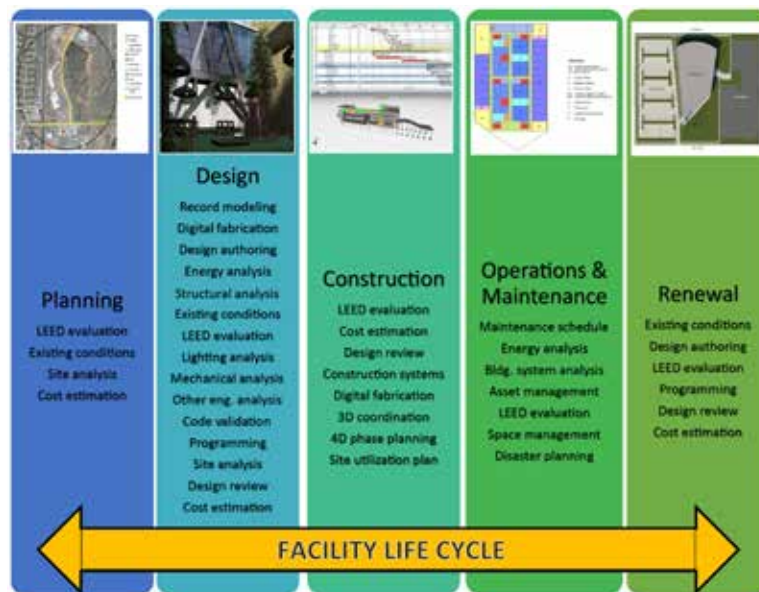 Planning
LEED evaluation
Existing conditions
Site analysis
Cost estimation
Design
Record modeling
Digital fabrication
Design authoring
Energy analysis
Structural analysis
Existing conditions
LEED evaluation
Lighting analysis
Mechanical analysis
Other eng. analysis
Code validation
Programming
Site analysis
Design review
Cost estimation
Construction
LEED evaluation
Cost estimation
Design review
Construction systems
Digital fabrication
3D coordination
4D phase planning
Site utilization plan
Operations &
Maintenance
Maintenance schedule
Energy analysis
Bldg. system analysis
Asset management
LEED evaluation
Space management
Disaster planning
Renewal
Existing conditions
Design authoring
LEED evaluation
Programming
Design review
Cost estimation
FACILITY LIFE CYCLE